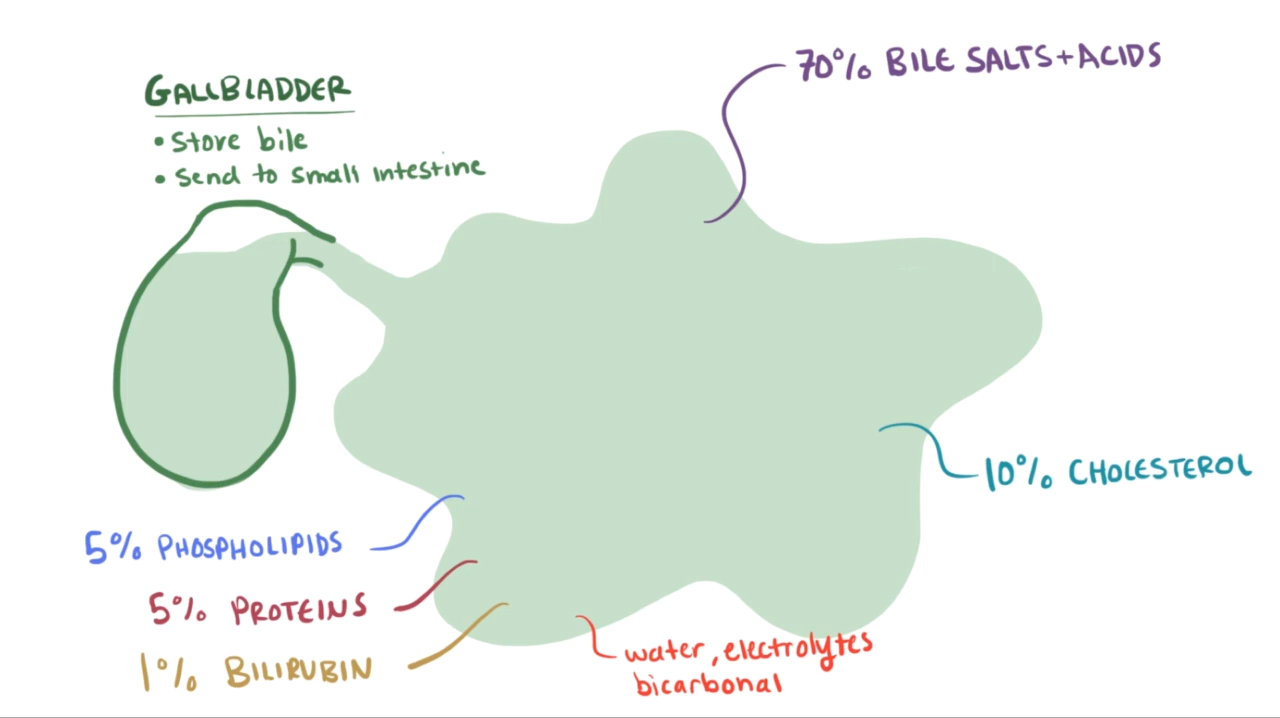 GALLBLADDER
• Store bile
• Send to small intestine
70% BILE SALTS+ACIDS
10% CHOLESTEROL
5% PHOSPHOLIPIDS
5% PROTEINS
1% BILIRUBIN
water, electrolytes
bicarbonal